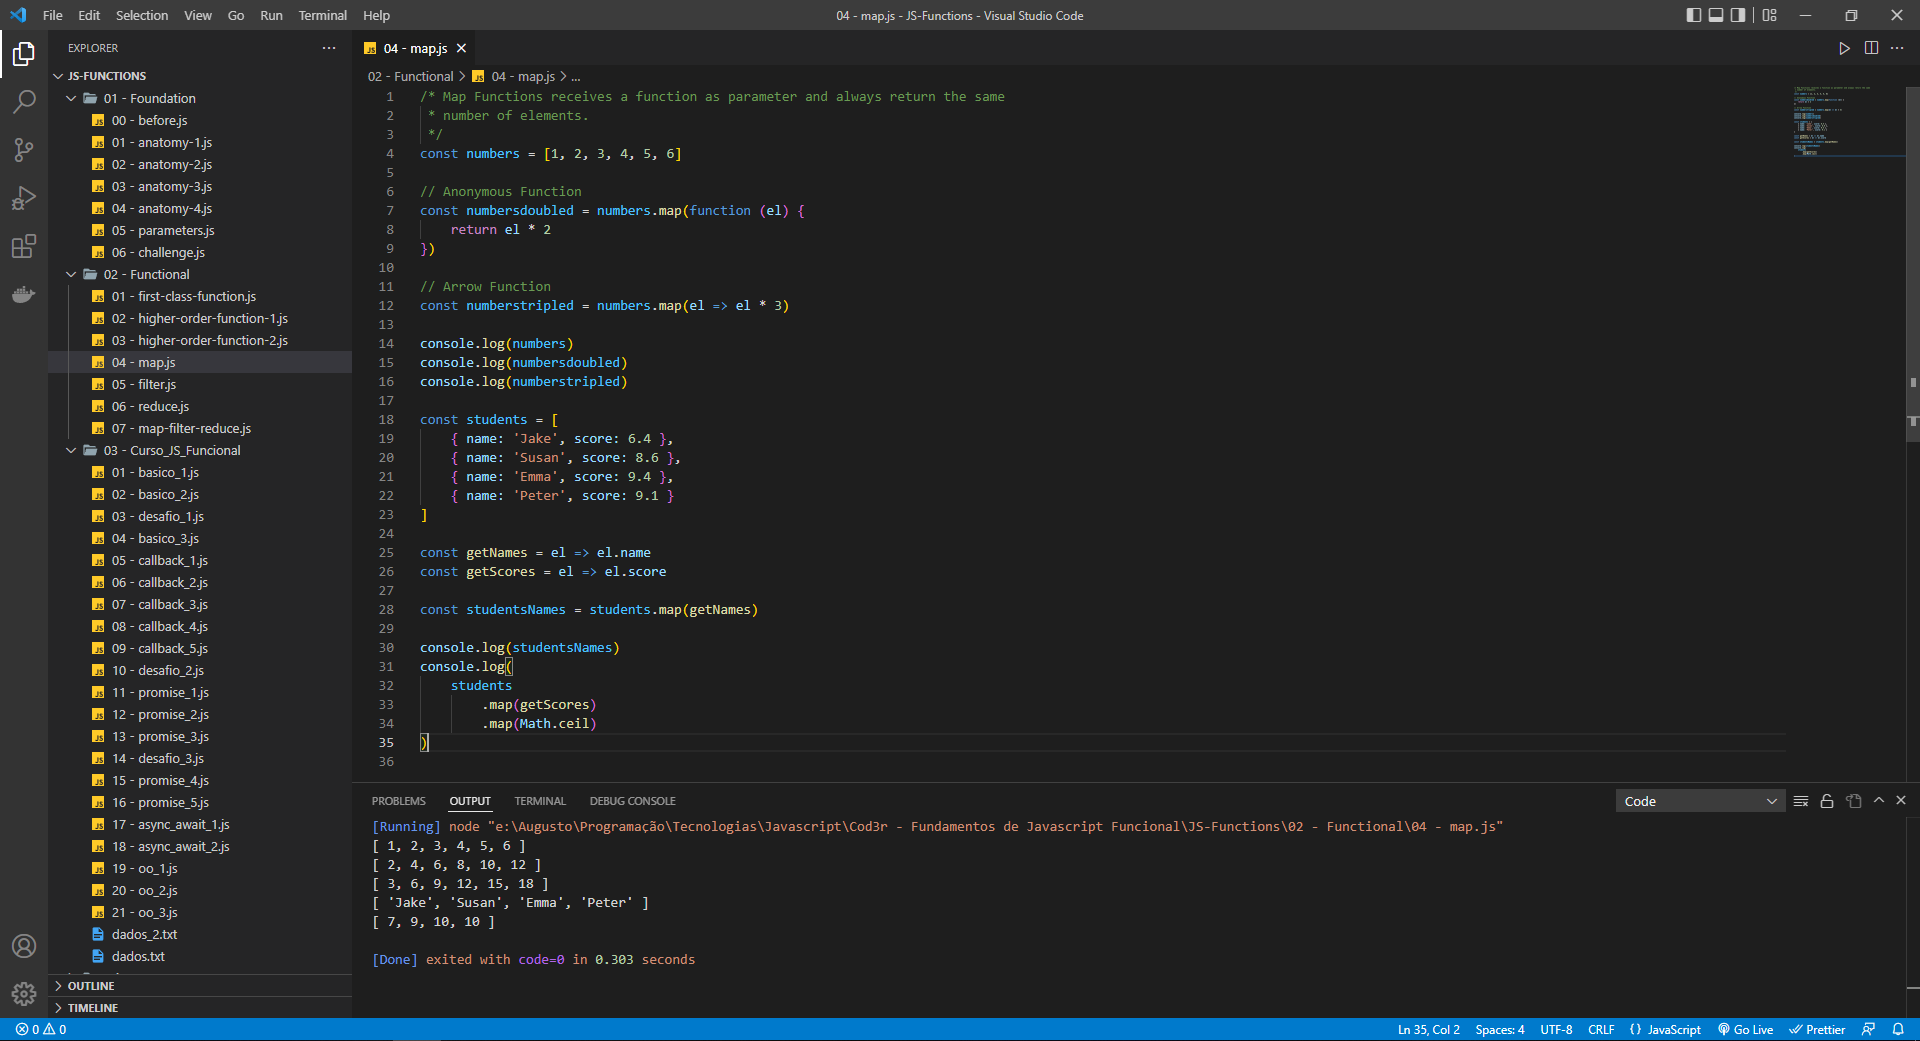 File Edit Selection View Go Run Terminal Help
04 - map.js - JS-Functions - Visual Studio Code
EXPLORER
JS-FUNCTIONS
01 - Foundation
00 - before.js
01 - anatomy-1.js
02 - anatomy-2.js
03 - anatomy-3.js
04 - anatomy-4.js
05 - parameters.js
06 - challenge.js
02 - Functional
01 - first-class-function.js
02 - higher-order-function-1.js
03 - higher-order-function-2.js
04 - map.js
05 - filter.js
06 - reduce.js
07 - map-filter-reduce.js
03 - Curso_JS_Funcional
01 - basico_1.js
02 - basico_2.js
03 - desafio_1.js
04 - basico_3.js
05 - callback_1.js
06 - callback_2.js
07 - callback_3.js
08 - callback_4.js
09 - callback_5.js
10 - desafio_2.js
11 - promise_1.js
12 - promise_2.js
13 - promise_3.js
14 - desafio_3.js
15 - promise_4.js
16 - promise_5.js
17 - async_await_1.js
18 - async_await_2.js
19 - oo_1.js
20 - oo_2.js
21 - oo_3.js
dados_2.txt
dados.txt
OUTLINE
TIMELINE
JS 04 - map.js
02 - Functional > JS 04 - map.js > ...
1 /* Map Functions receives a function as parameter and always return the same
2 * number of elements.
3 */
4 const numbers = [1, 2, 3, 4, 5, 6]
5
6 // Anonymous Function
7 const numbersdoubled = numbers.map(function (el) {
8 return el * 2
9 })
10
11 // Arrow Function
12 const numberstripled = numbers.map(el => el * 3)
13
14 console.log(numbers)
15 console.log(numbersdoubled)
16 console.log(numberstripled)
17
18 const students = [
19 { name: 'Jake', score: 6.4 },
20 { name: 'Susan', score: 8.6 },
21 { name: 'Emma', score: 9.4 },
22 { name: 'Peter', score: 9.1 }
23 ]
24
25 const getNames = el => el.name
26 const getScores = el => el.score
27
28 const studentsNames = students.map(getNames)
29
30 console.log(studentsNames)
31 console.log(
32 students
33 .map(getScores)
34 .map(Math.ceil)
35 )
36
PROBLEMS OUTPUT TERMINAL DEBUG CONSOLE
Code
[Running] node "e:\Augusto\Programação\Tecnologias\Javascript\Cod3r - Fundamentos de Javascript Funcional\JS-Functions\02 - Functional\04 - map.js"
[ 1, 2, 3, 4, 5, 6 ]
[ 2, 4, 6, 8, 10, 12 ]
[ 3, 6, 9, 12, 15, 18 ]
[ 'Jake', 'Susan', 'Emma', 'Peter' ]
[ 7, 9, 10, 10 ]
[Done] exited with code=0 in 0.303 seconds
0 0
Ln 35, Col 2 Spaces: 4 UTF-8 CRLF {} JavaScript Go Live Prettier